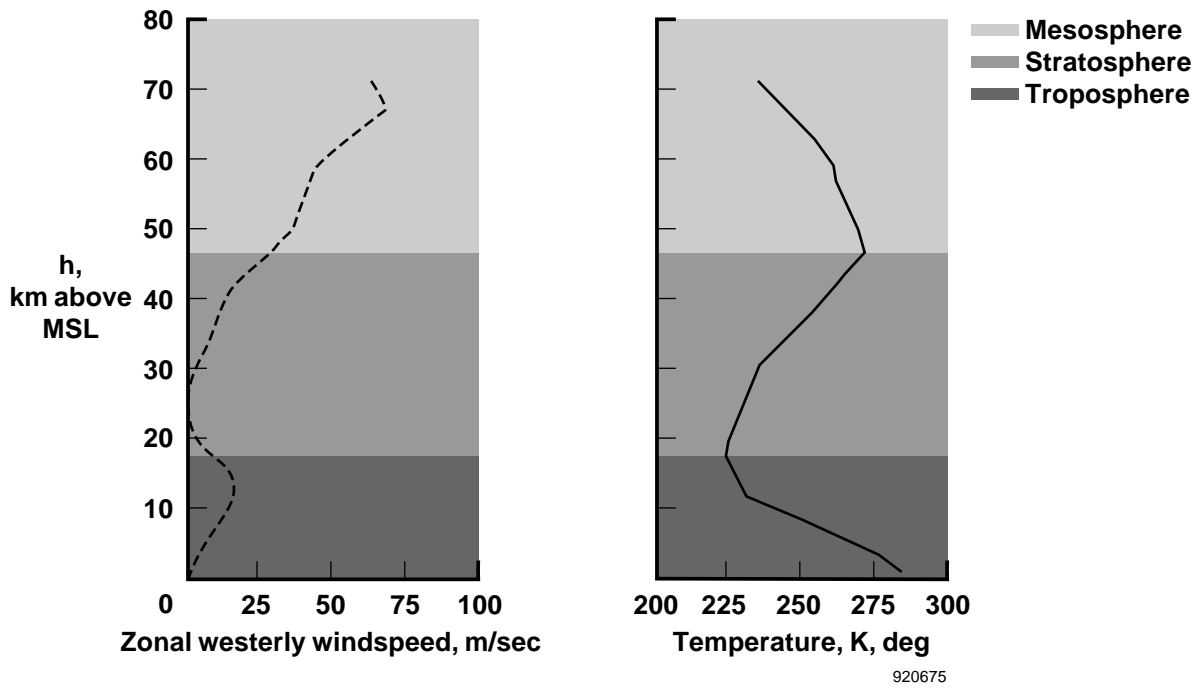 80
70
60
50
40
30
20
10
h,
km above
MSL
0 25 50 75 100
Zonal westerly windspeed, m/sec
200 225 250 275 300
Temperature, K, deg
Mesosphere
Stratosphere
Troposphere
920675